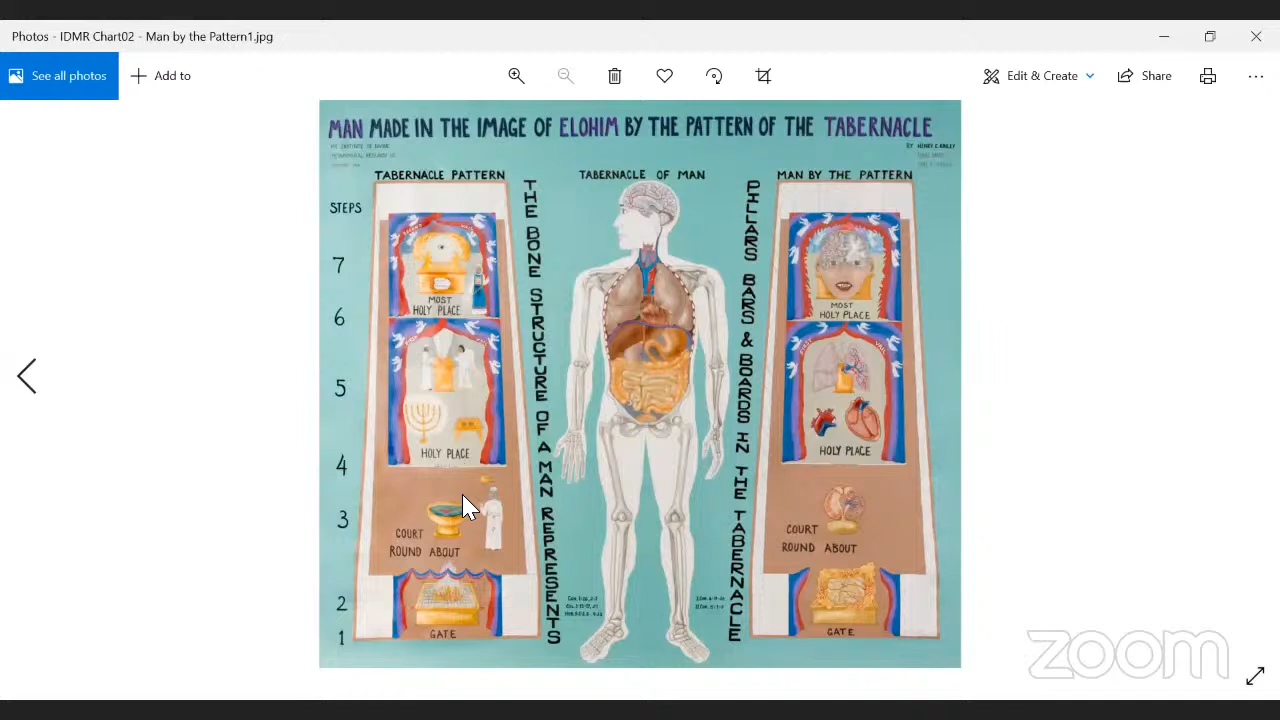 Photos - IDMR Chart02 - Man by the Pattern1.jpg
See all photos
Add to
Edit & Create
Share
MAN MADE IN THE IMAGE OF ELOHIM BY THE PATTERN OF THE TABERNACLE
BY HENRY C. KINLEY
TABERNACLE PATTERN
TABERNACLE OF MAN
MAN BY THE PATTERN
STEPS
7
6
5
4
3
2
1
MOST
HOLY PLACE
HOLY PLACE
COURT
ROUND ABOUT
GATE
THE BONE STRUCTURE OF A MAN REPRESENTS
PILLARS BARS & BOARDS IN THE TABERNACLE
MOST
HOLY PLACE
HOLY PLACE
COURT
ROUND ABOUT
GATE
zoom